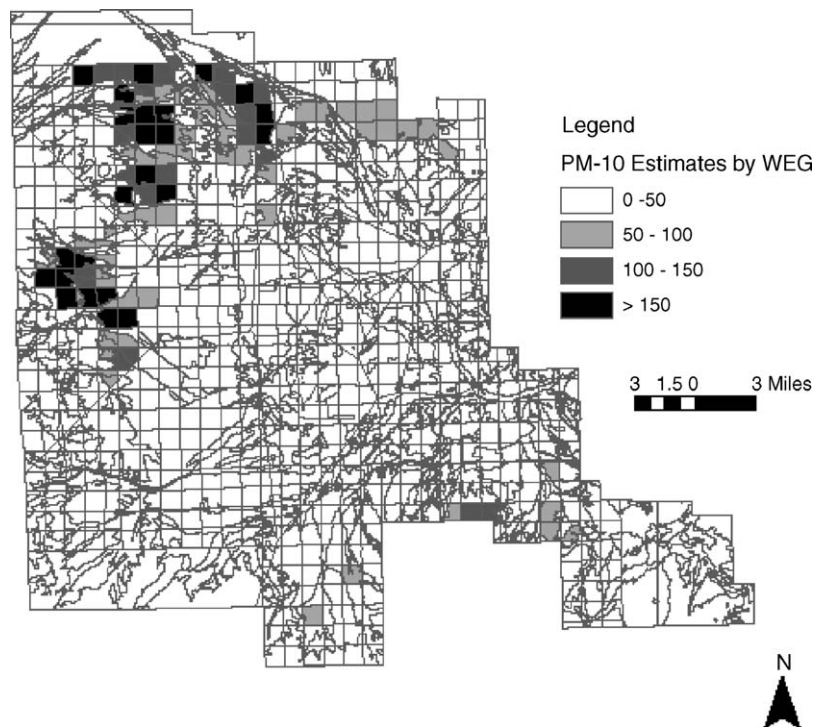 Legend
PM-10 Estimates by WEG
0 -50
50 - 100
100 - 150
> 150
3 1.5 0 3 Miles
N